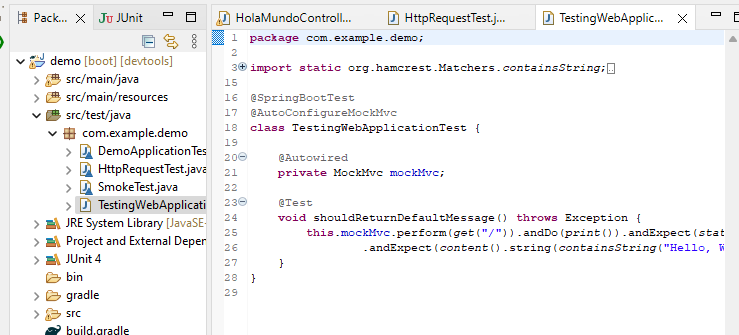 Pack...
JUnit
demo [boot] [devtools]
src/main/java
src/main/resources
src/test/java
com.example.demo
DemoApplicationTes
HttpRequestTest.java
SmokeTest.java
TestingWebApplicati
JRE System Library [JavaSE-
Project and External Depen
JUnit 4
bin
gradle
src
build.gradle
HolaMundoControll...
HttpRequestTest.j...
TestingWebApplic...
1 package com.example.demo;
2
3 import static org.hamcrest.Matchers.containsString;
15
16 @SpringBootTest
17 @AutoConfigureMockMvc
18 class TestingWebApplicationTest {
19
20 @Autowired
21 private MockMvc mockMvc;
22
23 @Test
24 void shouldReturnDefaultMessage() throws Exception {
25 this.mockMvc.perform(get("/")).andDo(print()).andExpect(stat
26 .andExpect(content().string(containsString("Hello, W
27 }
28 }
29